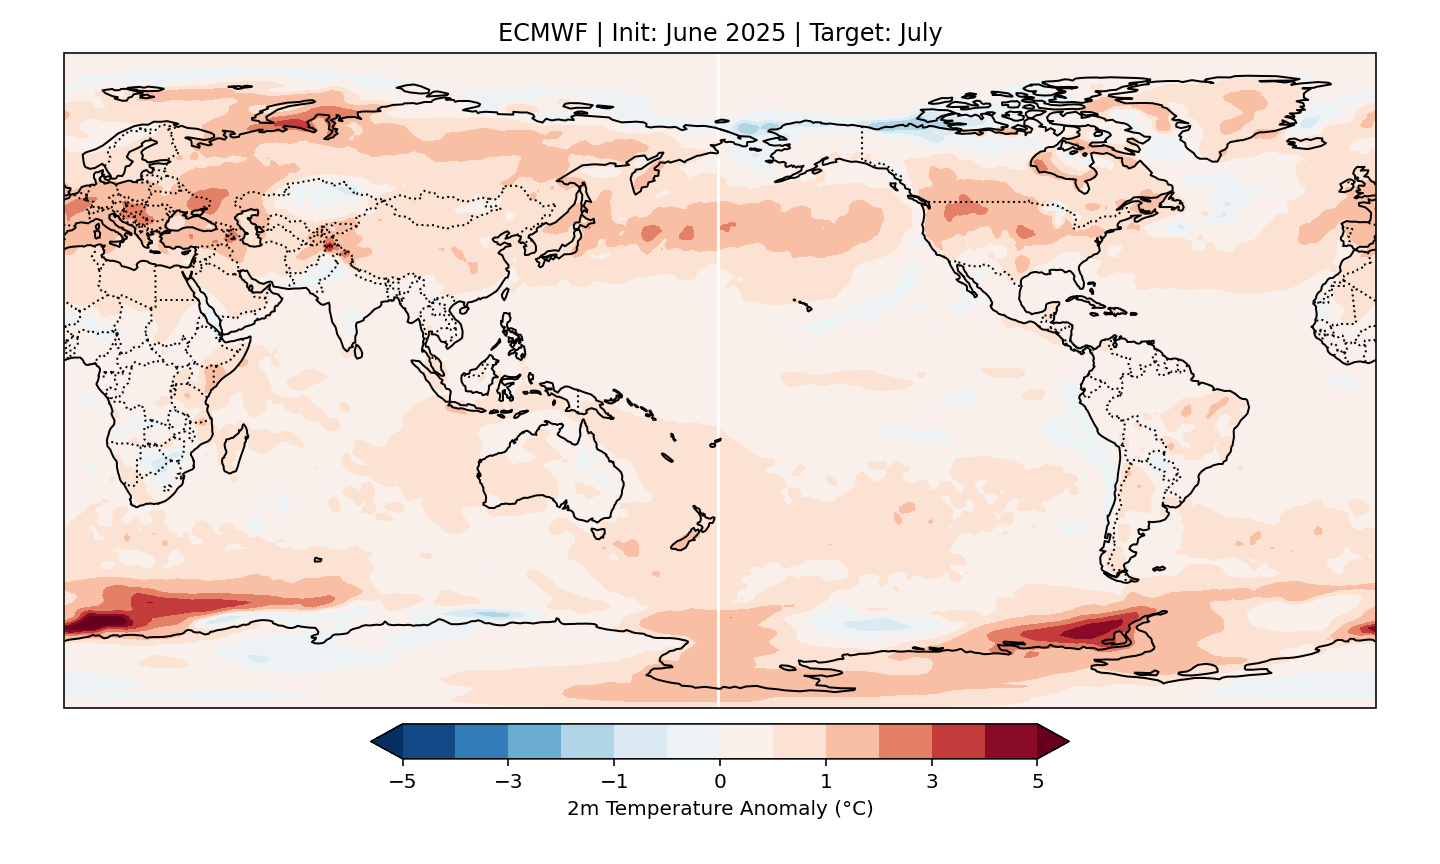 ECMWF | Init: June 2025 | Target: July
−5 −3 −1 0 1 3 5
2m Temperature Anomaly (°C)